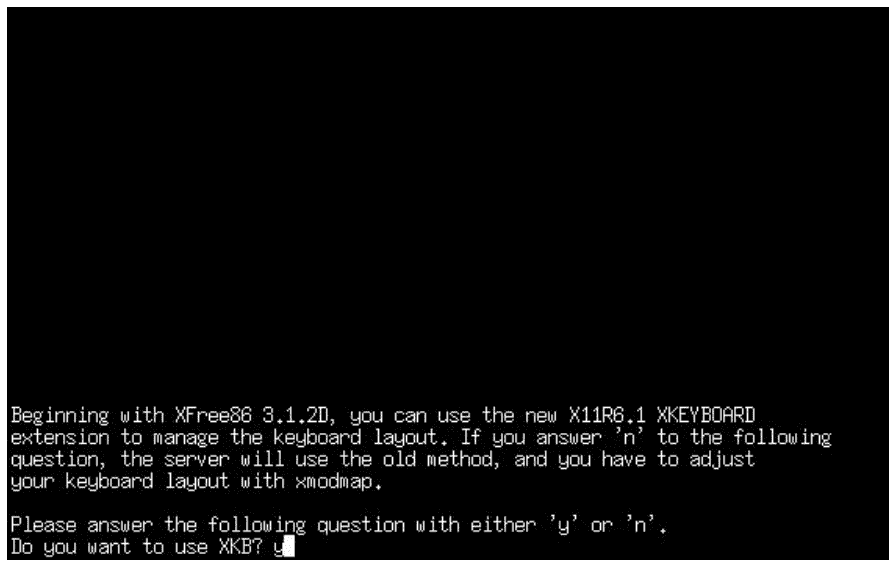 Beginning with XFree86 3.1.2D, you can use the new X11R6.1 XKEYBOARD
extension to manage the keyboard layout. If you answer 'n' to the following
question, the server will use the old method, and you have to adjust
your keyboard layout with xmodmap.
Please answer the following question with either 'y' or 'n'.
Do you want to use XKB? y